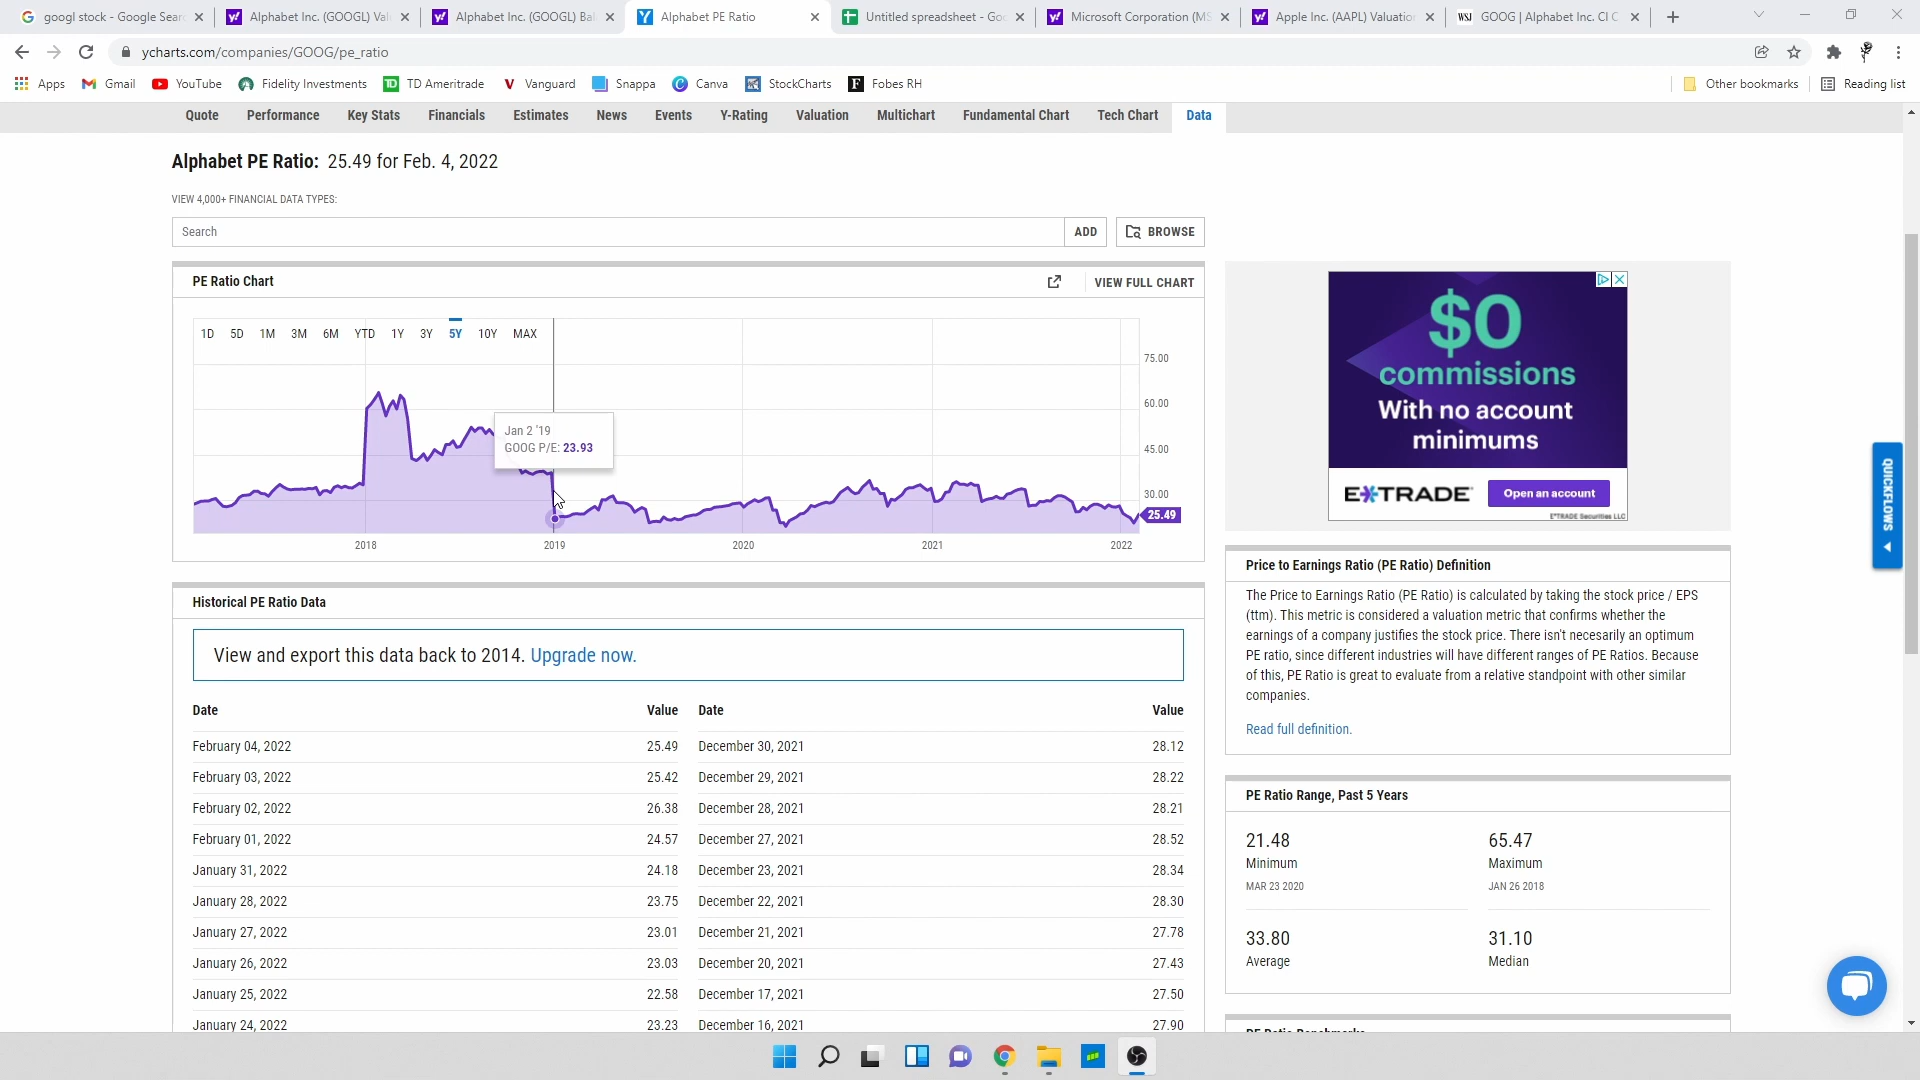 googl stock - Google Sear
Alphabet Inc. (GOOGL) Val
Alphabet Inc. (GOOGL) Bal
Alphabet PE Ratio
Untitled spreadsheet - Goo
Microsoft Corporation (MS
Apple Inc. (AAPL) Valuation
WSJ GOOG | Alphabet Inc. Cl C
ycharts.com/companies/GOOG/pe_ratio
Apps Gmail YouTube Fidelity Investments TD Ameritrade Vanguard Snappa Canva StockCharts Fobes RH Other bookmarks Reading list
Quote Performance Key Stats Financials Estimates News Events Y-Rating Valuation Multichart Fundamental Chart Tech Chart Data
Alphabet PE Ratio: 25.49 for Feb. 4, 2022
VIEW 4,000+ FINANCIAL DATA TYPES:
Search ADD BROWSE
PE Ratio Chart VIEW FULL CHART
1D 5D 1M 3M 6M YTD 1Y 3Y 5Y 10Y MAX
75.00
60.00
45.00
30.00
25.49
Jan 2 '19
GOOG P/E: 23.93
2018 2019 2020 2021 2022
Historical PE Ratio Data
View and export this data back to 2014. Upgrade now.
Date Value Date Value
February 04, 2022 25.49 December 30, 2021 28.12
February 03, 2022 25.42 December 29, 2021 28.22
February 02, 2022 26.38 December 28, 2021 28.21
February 01, 2022 24.57 December 27, 2021 28.52
January 31, 2022 24.18 December 23, 2021 28.34
January 28, 2022 23.75 December 22, 2021 28.30
January 27, 2022 23.01 December 21, 2021 27.78
January 26, 2022 23.03 December 20, 2021 27.43
January 25, 2022 22.58 December 17, 2021 27.50
January 24, 2022 23.23 December 16, 2021 27.90
$0
commissions
With no account
minimums
E*TRADE Open an account
E*TRADE Securities LLC
QUICKFLOWS
Price to Earnings Ratio (PE Ratio) Definition
The Price to Earnings Ratio (PE Ratio) is calculated by taking the stock price / EPS
(ttm). This metric is considered a valuation metric that confirms whether the
earnings of a company justifies the stock price. There isn't necesarily an optimum
PE ratio, since different industries will have different ranges of PE Ratios. Because
of this, PE Ratio is great to evaluate from a relative standpoint with other similar
companies.
Read full definition.
PE Ratio Range, Past 5 Years
21.48 65.47
Minimum Maximum
MAR 23 2020 JAN 26 2018
33.80 31.10
Average Median
PE Ratio Benchmarks